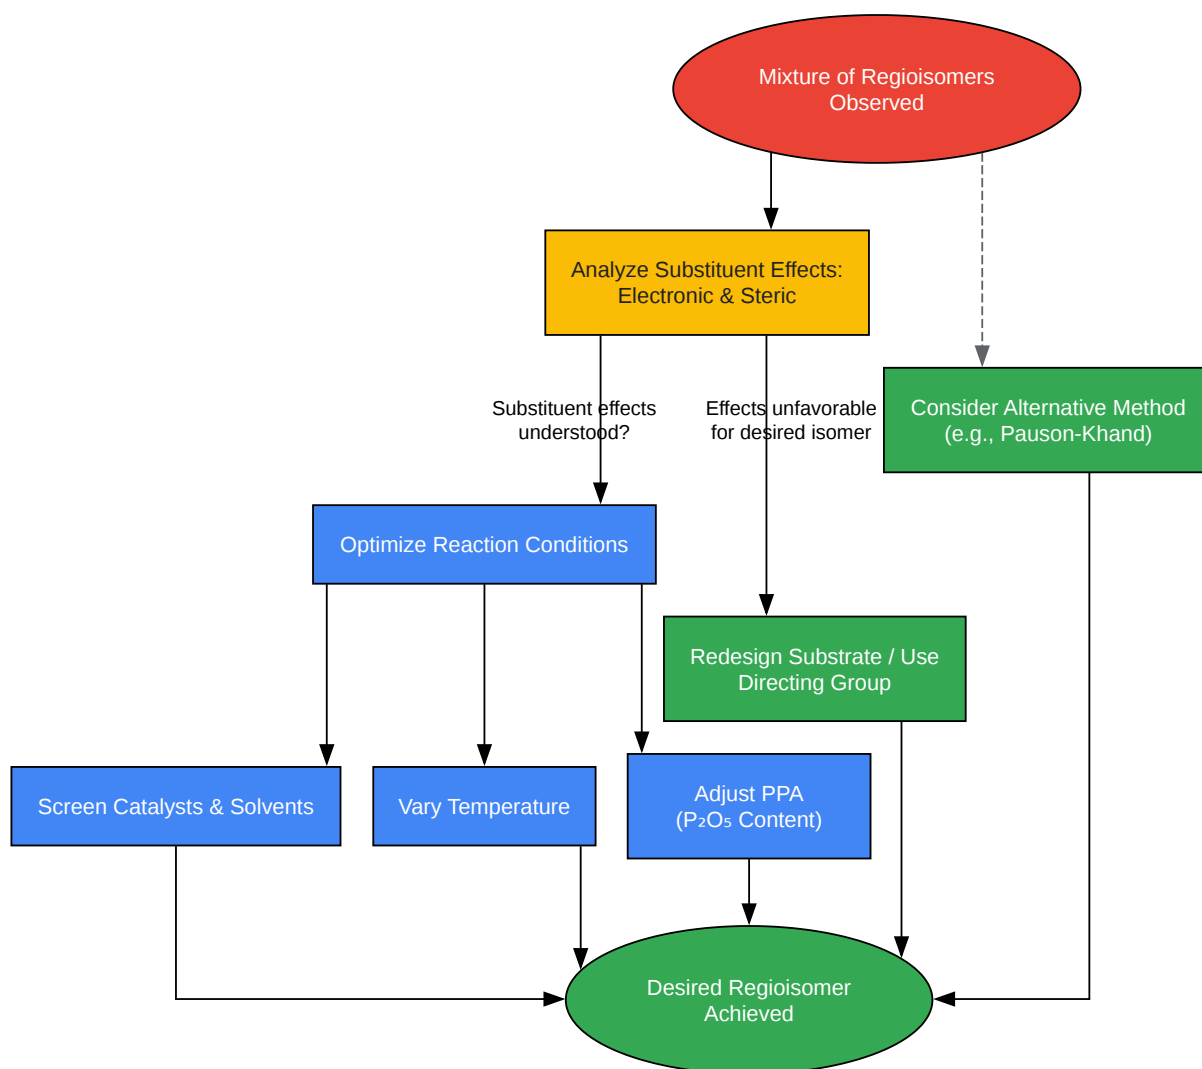 Mixture of Regioisomers
Observed
Analyze Substituent Effects:
Electronic & Steric
Substituent effects
understood?
Effects unfavorable
for desired isomer
Consider Alternative Method
(e.g., Pauson-Khand)
Optimize Reaction Conditions
Redesign Substrate / Use
Directing Group
Screen Catalysts & Solvents
Vary Temperature
Adjust PPA
(P₂O₅ Content)
Desired Regioisomer
Achieved